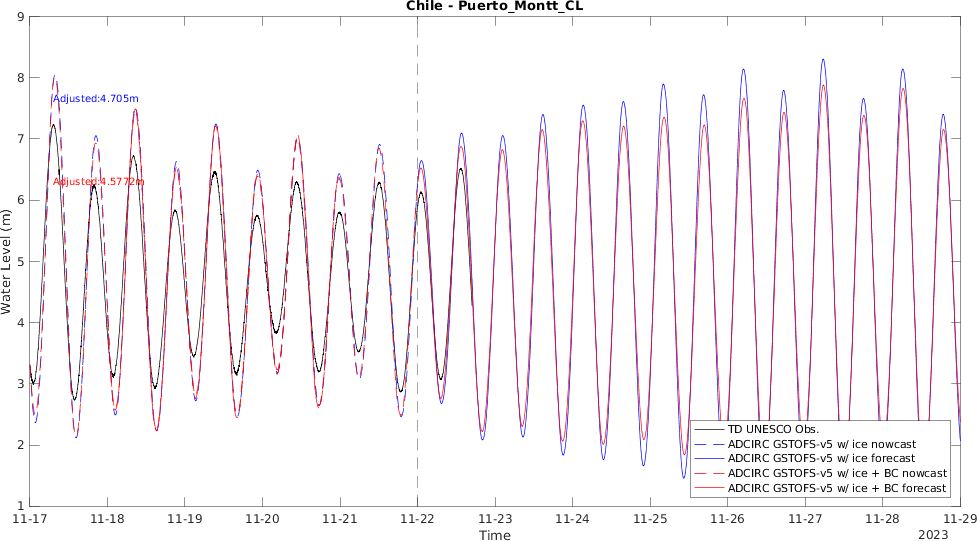 Chile - Puerto_Montt_CL
9
8
7
6
5
4
3
2
1
Water Level (m)
Adjusted:4.705m
Adjusted:4.5772m
TD UNESCO Obs.
ADCIRC GSTOFS-v5 w/ ice nowcast
ADCIRC GSTOFS-v5 w/ ice forecast
ADCIRC GSTOFS-v5 w/ ice + BC nowcast
ADCIRC GSTOFS-v5 w/ ice + BC forecast
11-17 11-18 11-19 11-20 11-21 11-22 11-23 11-24 11-25 11-26 11-27 11-28 11-29
Time
2023